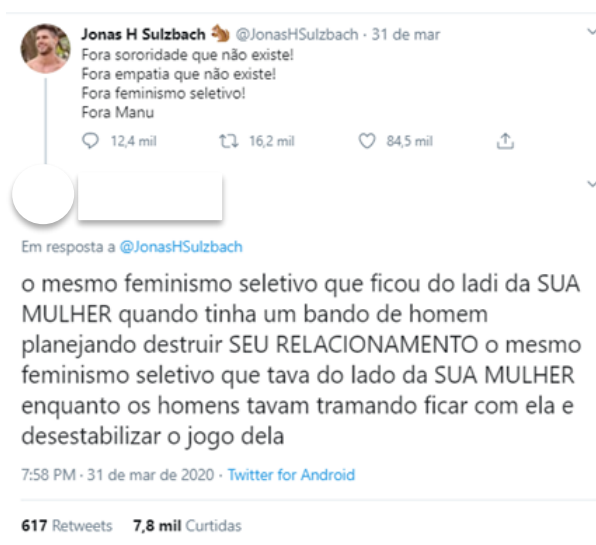 Jonas H Sulzbach 🐿️ @JonasHSulzbach · 31 de mar
Fora sororidade que não existe!
Fora empatia que não existe!
Fora feminismo seletivo!
Fora Manu
12,4 mil 16,2 mil 84,5 mil
Em resposta a @JonasHSulzbach
o mesmo feminismo seletivo que ficou do ladi da SUA
MULHER quando tinha um bando de homem
planejando destruir SEU RELACIONAMENTO o mesmo
feminismo seletivo que tava do lado da SUA MULHER
enquanto os homens tavam tramando ficar com ela e
desestabilizar o jogo dela
7:58 PM · 31 de mar de 2020 · Twitter for Android
617 Retweets 7,8 mil Curtidas